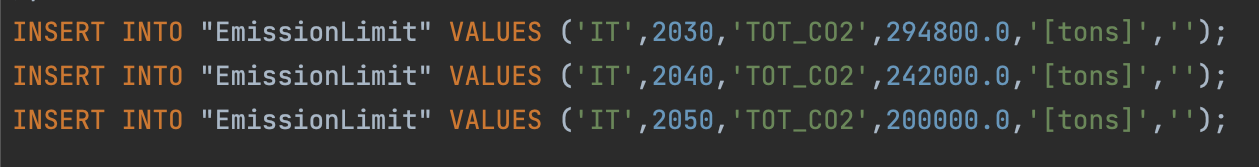 INSERT INTO "EmissionLimit" VALUES ('IT',2030,'TOT_CO2',294800.0,'[tons]','');
INSERT INTO "EmissionLimit" VALUES ('IT',2040,'TOT_CO2',242000.0,'[tons]','');
INSERT INTO "EmissionLimit" VALUES ('IT',2050,'TOT_CO2',200000.0,'[tons]','');